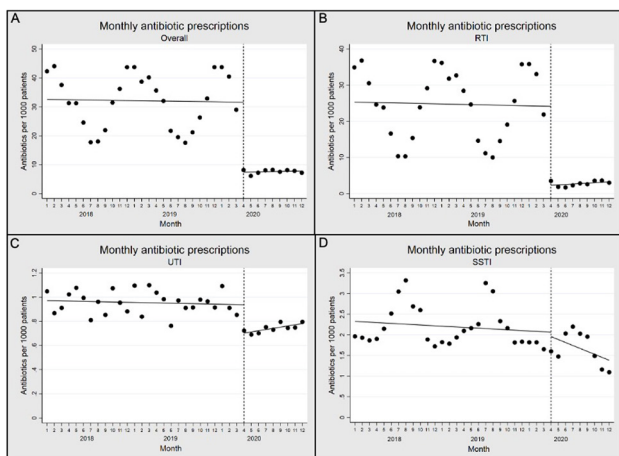 A
Monthly antibiotic prescriptions
Overall
Antibiotics per 1000 patients
50
40
30
20
10
0
1 2 3 4 5 6 7 8 9 10 11 12 1 2 3 4 5 6 7 8 9 10 11 12 1 2 3 4 5 6 7 8 9 10 11 12
2018 2019 2020
Month
B
Monthly antibiotic prescriptions
RTI
Antibiotics per 1000 patients
50
40
30
20
10
0
1 2 3 4 5 6 7 8 9 10 11 12 1 2 3 4 5 6 7 8 9 10 11 12 1 2 3 4 5 6 7 8 9 10 11 12
2018 2019 2020
Month
C
Monthly antibiotic prescriptions
UTI
Antibiotics per 1000 patients
1.2
1
.8
.6
.4
.2
0
1 2 3 4 5 6 7 8 9 10 11 12 1 2 3 4 5 6 7 8 9 10 11 12 1 2 3 4 5 6 7 8 9 10 11 12
2018 2019 2020
Month
D
Monthly antibiotic prescriptions
SSTI
Antibiotics per 1000 patients
3.5
3
2.5
2
1.5
1
.5
0
1 2 3 4 5 6 7 8 9 10 11 12 1 2 3 4 5 6 7 8 9 10 11 12 1 2 3 4 5 6 7 8 9 10 11 12
2018 2019 2020
Month